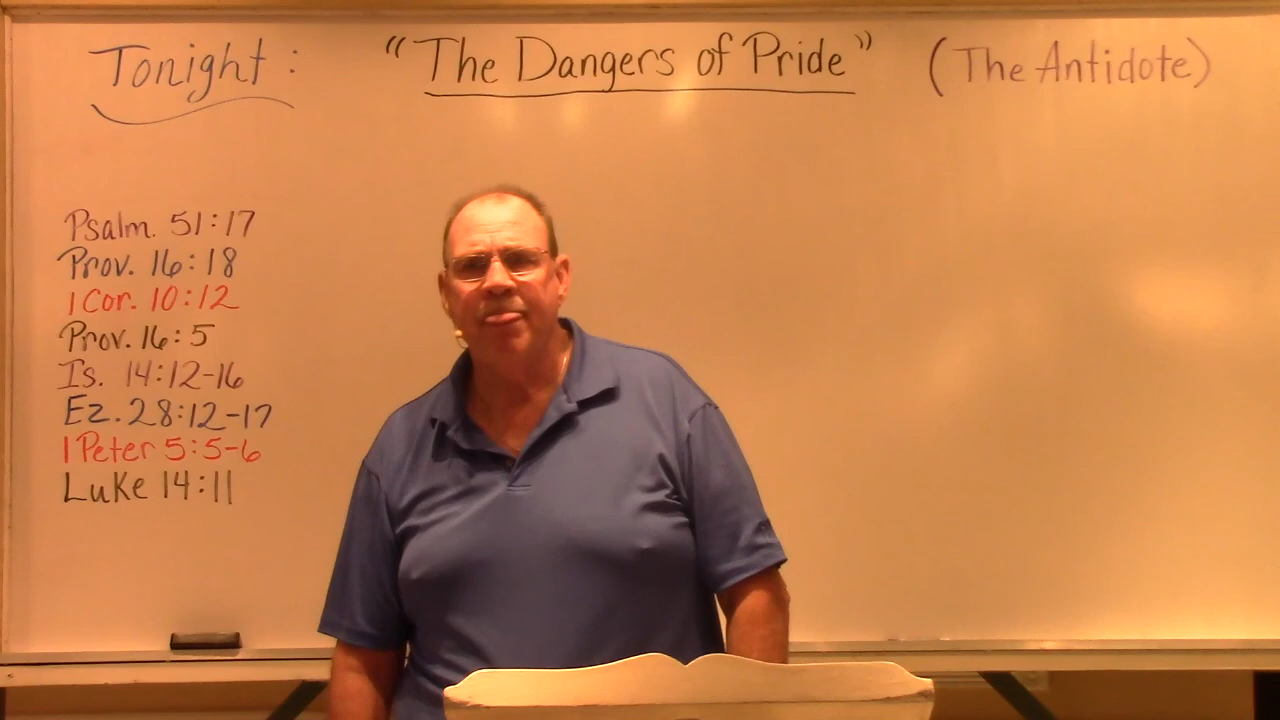 Tonight: "The Dangers of Pride" (The Antidote)
Psalm. 51:17
Prov. 16:18
1 Cor. 10:12
Prov. 16:5
Is. 14:12-16
Ez. 28:12-17
1 Peter 5:5-6
Luke 14:11